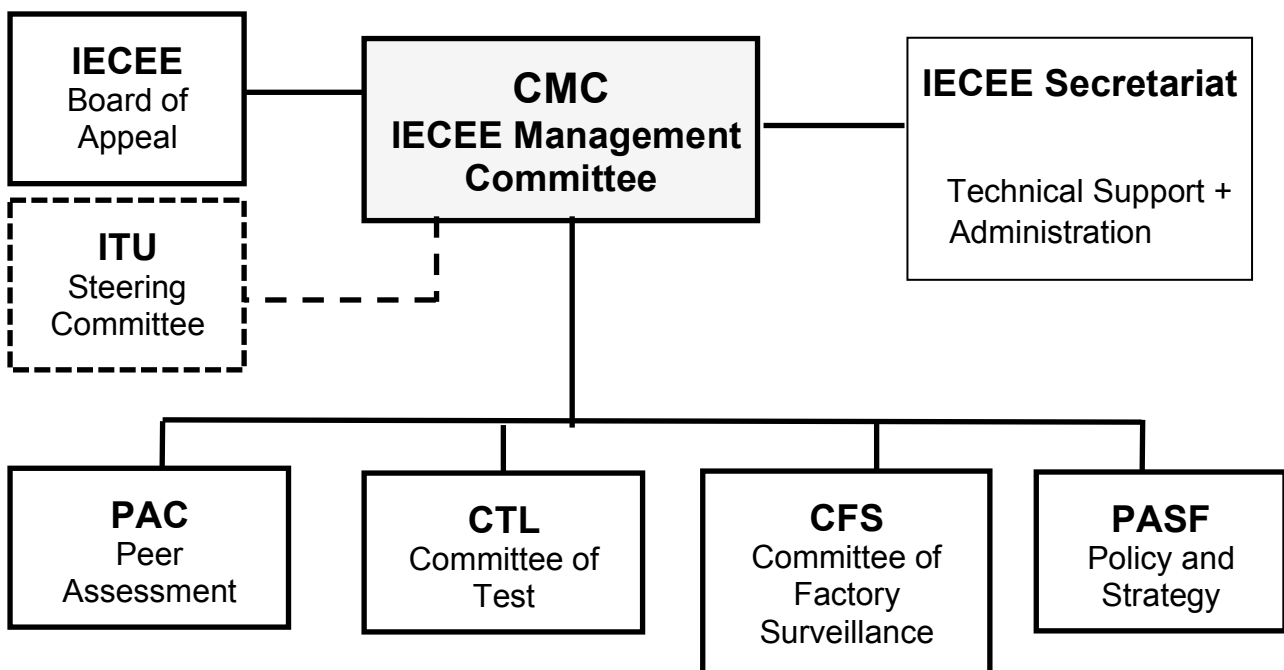 IECEE
Board of
Appeal
CMC
IECEE Management
Committee
IECEE Secretariat
Technical Support +
Administration
ITU
Steering
Committee
PAC
Peer
Assessment
CTL
Committee of
Test
CFS
Committee of
Factory
Surveillance
PASF
Policy and
Strategy